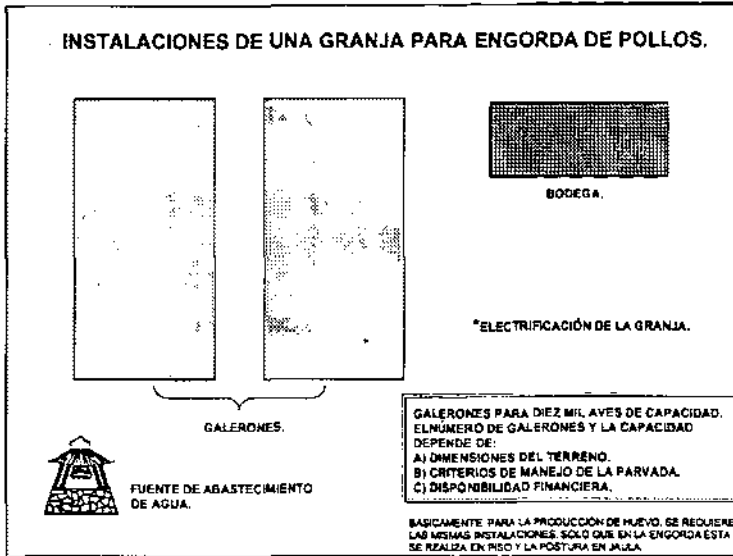 INSTALACIONES DE UNA GRANJA PARA ENGORDA DE POLLOS.
BODEGA.
*ELECTRIFICACIÓN DE LA GRANJA.
GALERONES.
FUENTE DE ABASTECIMIENTO
DE AGUA.
GALERONES PARA DIEZ MIL AVES DE CAPACIDAD.
ELNÚMERO DE GALERONES Y LA CAPACIDAD
DEPENDE DE:
A) DIMENSIONES DEL TERRENO.
B) CRITERIOS DE MANEJO DE LA PARVADA.
C) DISPONIBILIDAD FINANCIERA.
BASICAMENTE PARA LA PRODUCCIÓN DE HUEVO, SE REQUIERE
LAS MISMAS INSTALACIONES, SOLO QUE EN LA ENGORDA ESTA
SE REALIZA EN PISO Y LA POSTURA EN JAULA.